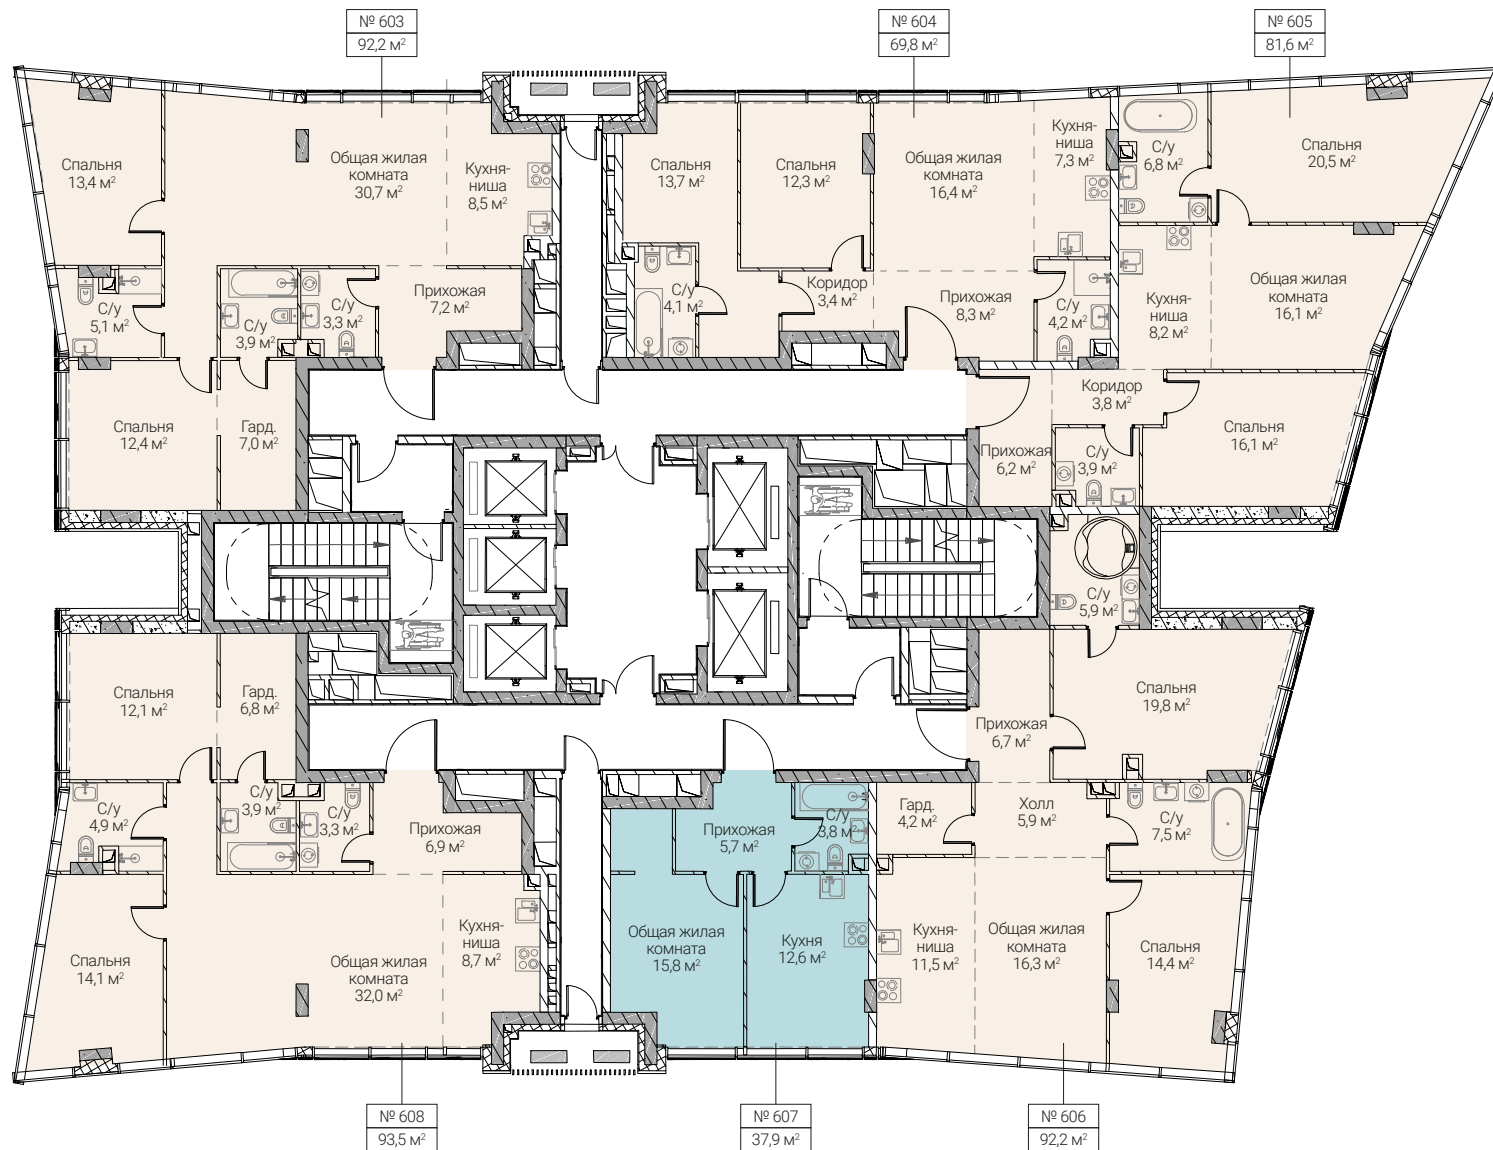 № 603
92,2 м²
№ 604
69,8 м²
№ 605
81,6 м²
Спальня
13,4 м²
Общая жилая
комната
30,7 м²
Кухня-
ниша
8,5 м²
С/у
5,1 м²
С/у
3,9 м²
С/у
3,3 м²
Прихожая
7,2 м²
Спальня
12,4 м²
Гард.
7,0 м²
Спальня
13,7 м²
Спальня
12,3 м²
Общая жилая
комната
16,4 м²
Кухня-
ниша
7,3 м²
С/у
4,1 м²
Коридор
3,4 м²
Прихожая
8,3 м²
С/у
4,2 м²
С/у
6,8 м²
Спальня
20,5 м²
Кухня-
ниша
8,2 м²
Общая жилая
комната
16,1 м²
Коридор
3,8 м²
Прихожая
6,2 м²
С/у
3,9 м²
Спальня
16,1 м²
С/у
5,9 м²
Спальня
19,8 м²
Прихожая
6,7 м²
Гард.
4,2 м²
Холл
5,9 м²
С/у
7,5 м²
Кухня-
ниша
11,5 м²
Общая жилая
комната
16,3 м²
Спальня
14,4 м²
Прихожая
5,7 м²
С/у
3,8 м²
Общая жилая
комната
15,8 м²
Кухня
12,6 м²
Спальня
12,1 м²
Гард.
6,8 м²
С/у
4,9 м²
С/у
3,9 м²
С/у
3,3 м²
Прихожая
6,9 м²
Спальня
14,1 м²
Общая жилая
комната
32,0 м²
Кухня-
ниша
8,7 м²
№ 608
93,5 м²
№ 607
37,9 м²
№ 606
92,2 м²